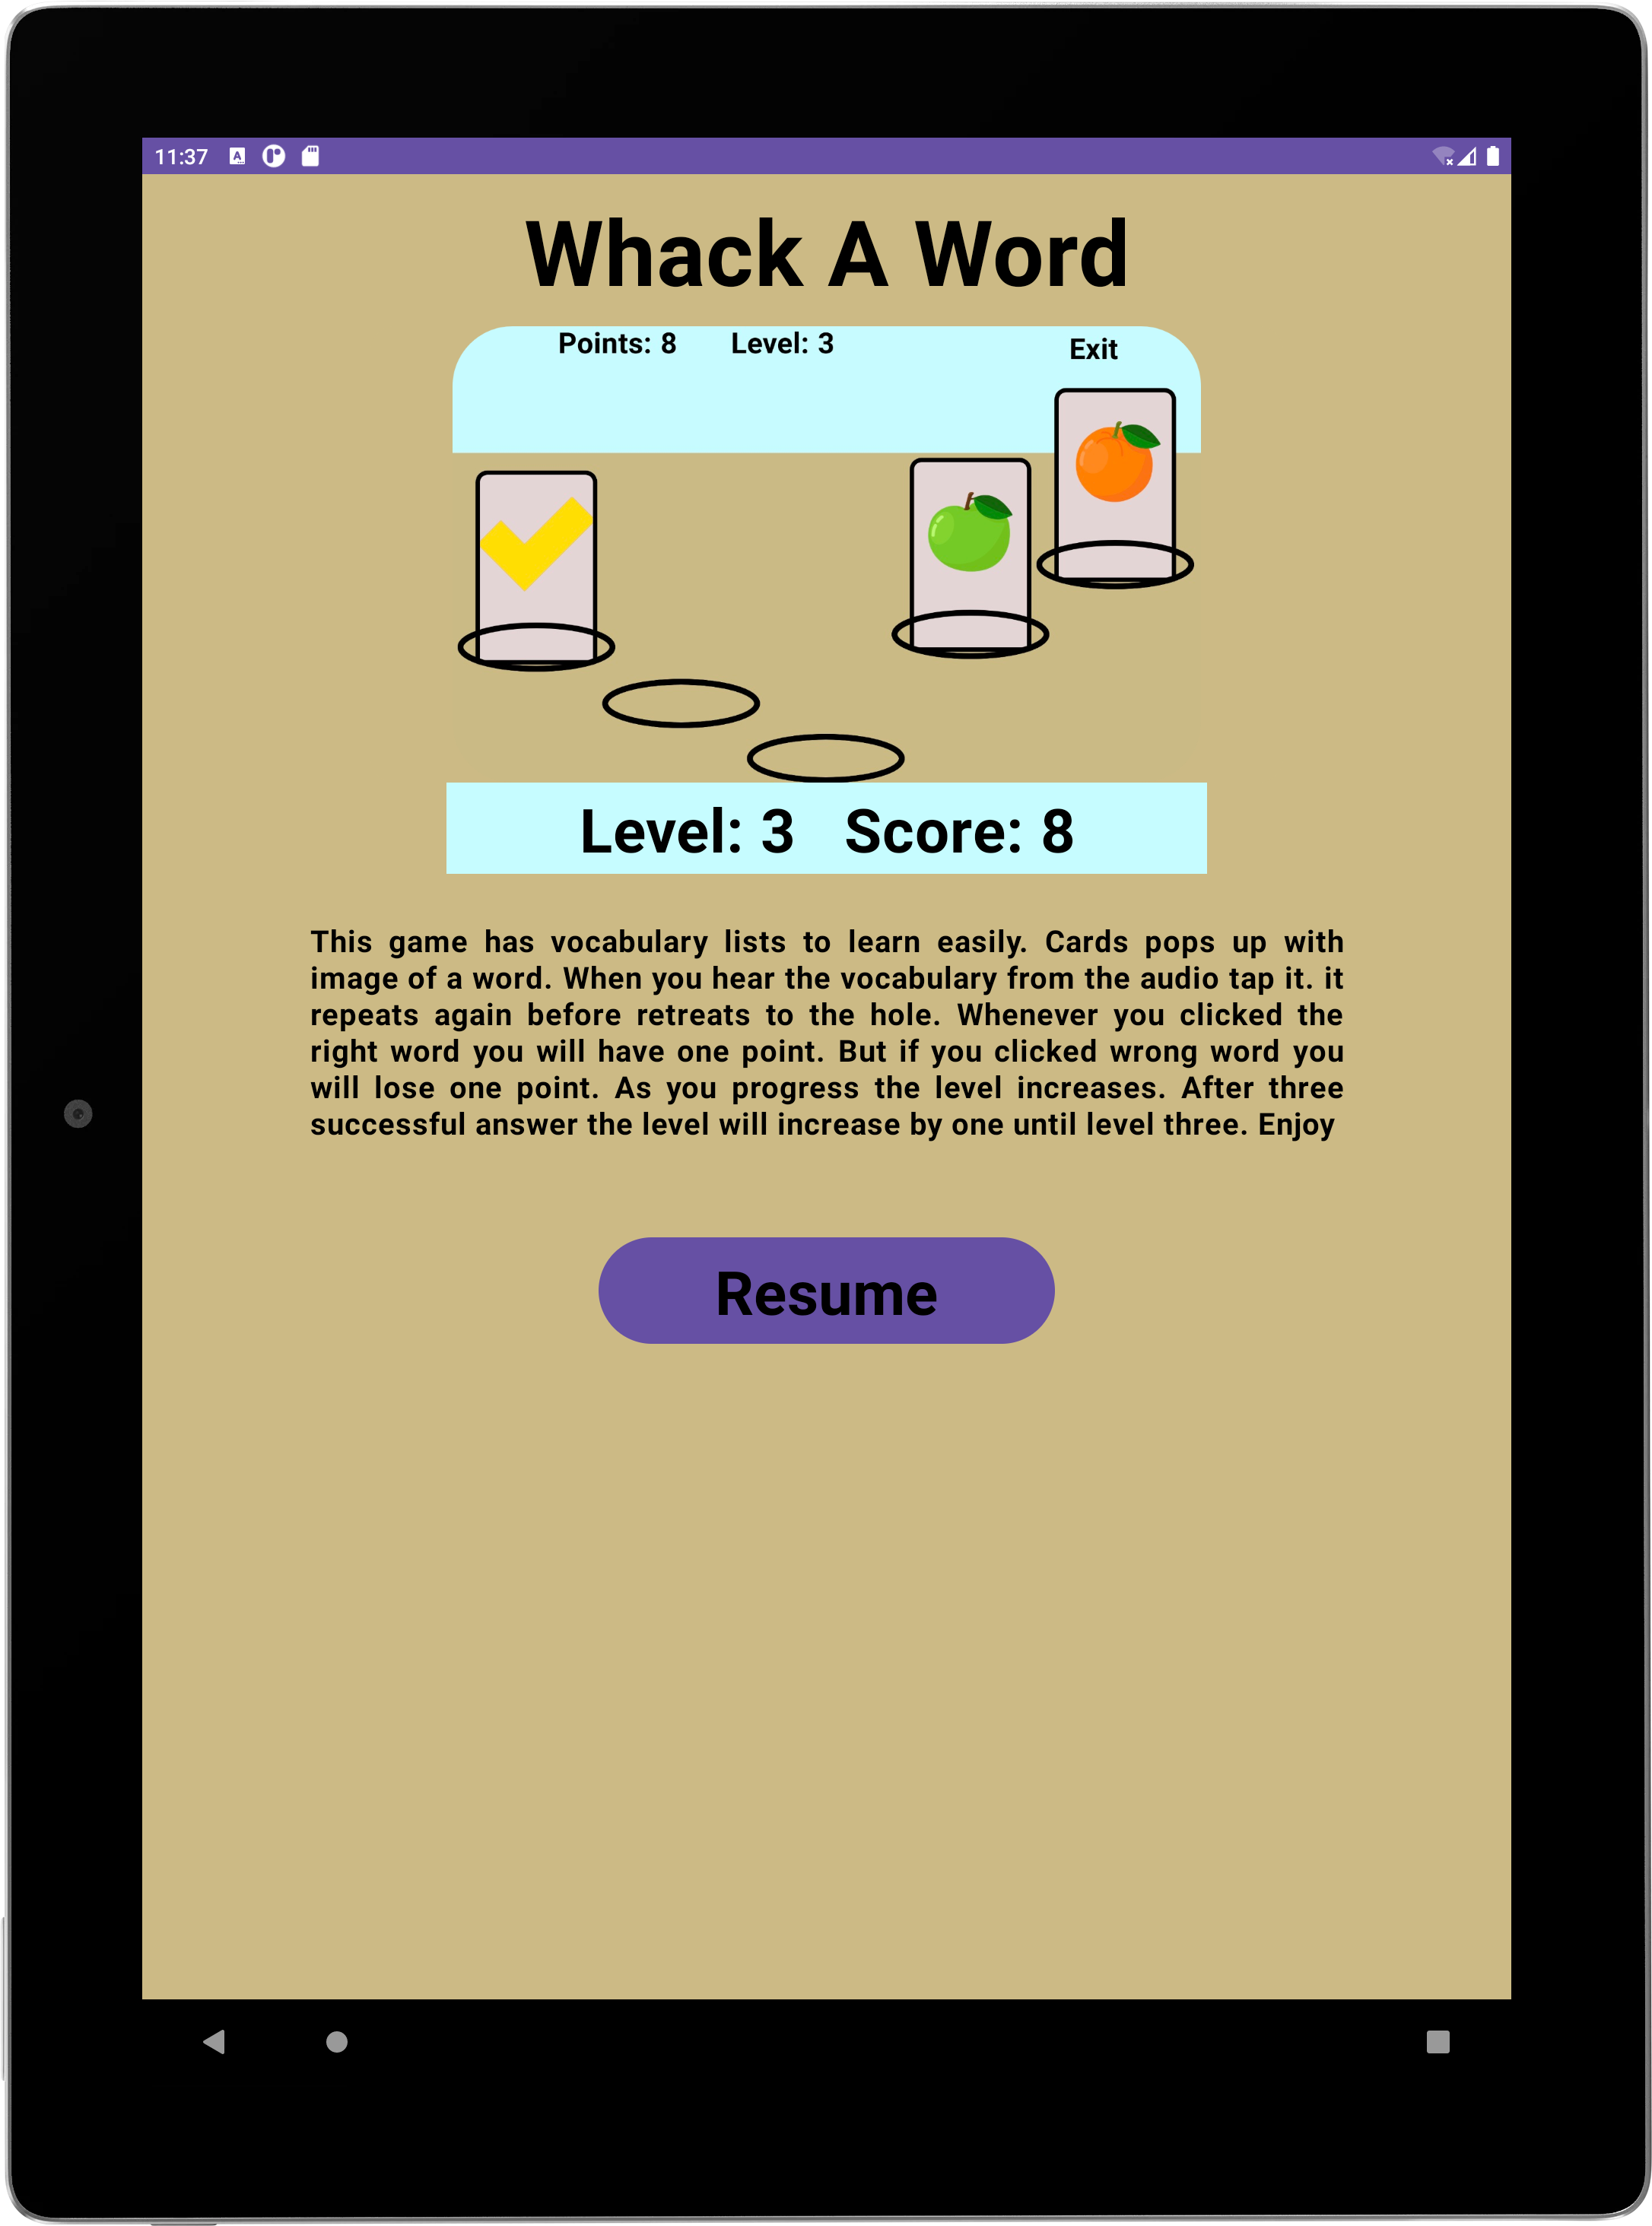 11:37
Whack A Word
Points: 8 Level: 3 Exit
Level: 3 Score: 8
This game has vocabulary lists to learn easily. Cards pops up with
image of a word. When you hear the vocabulary from the audio tap it. it
repeats again before retreats to the hole. Whenever you clicked the
right word you will have one point. But if you clicked wrong word you
will lose one point. As you progress the level increases. After three
successful answer the level will increase by one until level three. Enjoy
Resume